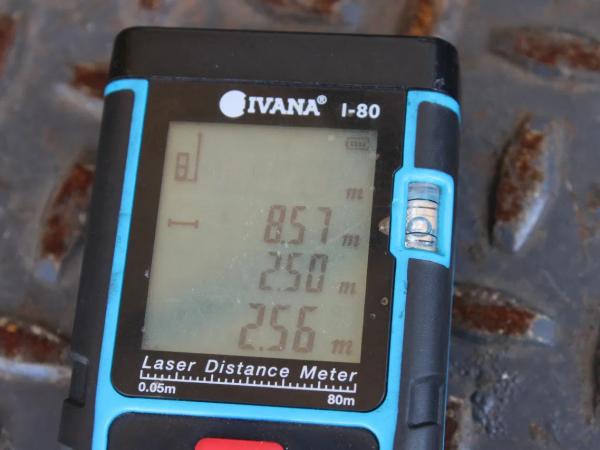 IVANA® I-80
m
8.57 m
2.50 m
2.56 m
Laser Distance Meter
0.05m 80m